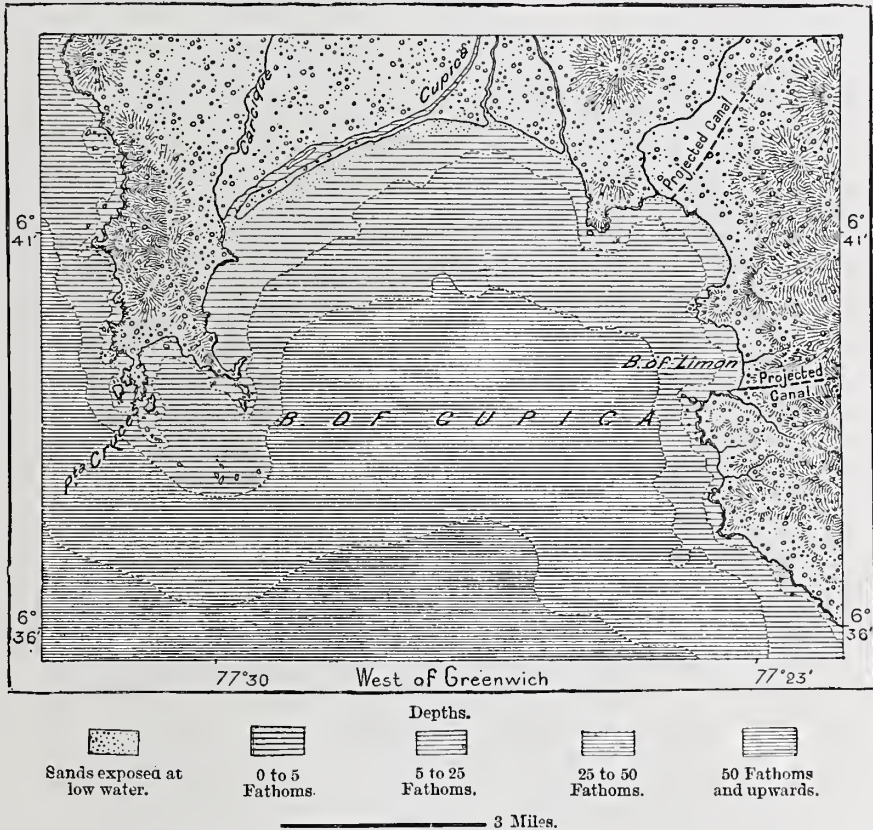 Carcique
Cupica
Projected Canal
6°
41'
6°
41'
B. of Limon
Projected
Canal
B. OF CUPICA
Pta Cruces
6°
36'
6°
36'
77°30
West of Greenwich
77°23'
Depths.
Sands exposed at
low water.
0 to 5
Fathoms.
5 to 25
Fathoms.
25 to 50
Fathoms.
50 Fathoms
and upwards.
3 Miles.